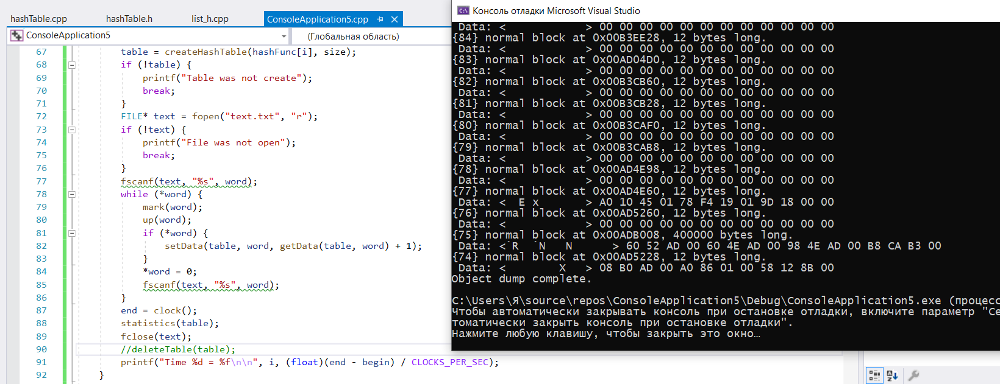 hashTable.cpp
hashTable.h
list_h.cpp
ConsoleApplication5.cpp
ConsoleApplication5
(Глобальная область)
67 table = createHashTable(hashFunc[i], size);
68 if (!table) {
69 printf("Table was not create");
70 break;
71 }
72 FILE* text = fopen("text.txt", "r");
73 if (!text) {
74 printf("File was not open");
75 break;
76 }
77 fscanf(text, "%s", word);
78 while (*word) {
79 mark(word);
80 up(word);
81 if (*word) {
82 setData(table, word, getData(table, word) + 1);
83 }
84 *word = 0;
85 fscanf(text, "%s", word);
86 }
87 end = clock();
88 statistics(table);
89 fclose(text);
90 //deleteTable(table);
91 printf("Time %d = %f\n\n", i, (float)(end - begin) / CLOCKS_PER_SEC);
92 }
Консоль отладки Microsoft Visual Studio
Data: < > 00 00 00 00 00 00 00 00 00 00 00 00
{84} normal block at 0x00B3EE28, 12 bytes long.
Data: < > 00 00 00 00 00 00 00 00 00 00 00 00
{83} normal block at 0x00AD04D0, 12 bytes long.
Data: < > 00 00 00 00 00 00 00 00 00 00 00 00
{82} normal block at 0x00B3CB60, 12 bytes long.
Data: < > 00 00 00 00 00 00 00 00 00 00 00 00
{81} normal block at 0x00B3CB28, 12 bytes long.
Data: < > 00 00 00 00 00 00 00 00 00 00 00 00
{80} normal block at 0x00B3CAF0, 12 bytes long.
Data: < > 00 00 00 00 00 00 00 00 00 00 00 00
{79} normal block at 0x00B3CAB8, 12 bytes long.
Data: < > 00 00 00 00 00 00 00 00 00 00 00 00
{78} normal block at 0x00AD4E98, 12 bytes long.
Data: < > 00 00 00 00 00 00 00 00 00 00 00 00
{77} normal block at 0x00AD4E60, 12 bytes long.
Data: < E x > A0 10 45 01 78 F4 19 01 9D 18 00 00
{76} normal block at 0x00AD5260, 12 bytes long.
Data: < > 00 00 00 00 00 00 00 00 00 00 00 00
{75} normal block at 0x00ADB008, 400000 bytes long.
Data: <`R `N N > 60 52 AD 00 60 4E AD 00 98 4E AD 00 B8 CA B3 00
{74} normal block at 0x00AD5228, 12 bytes long.
Data: < X > 08 B0 AD 00 A0 86 01 00 58 12 8B 00
Object dump complete.
C:\Users\Я\source\repos\ConsoleApplication5\Debug\ConsoleApplication5.exe (процесс
Чтобы автоматически закрывать консоль при остановке отладки, включите параметр "Се
томатически закрыть консоль при остановке отладки".
Нажмите любую клавишу, чтобы закрыть это окно…